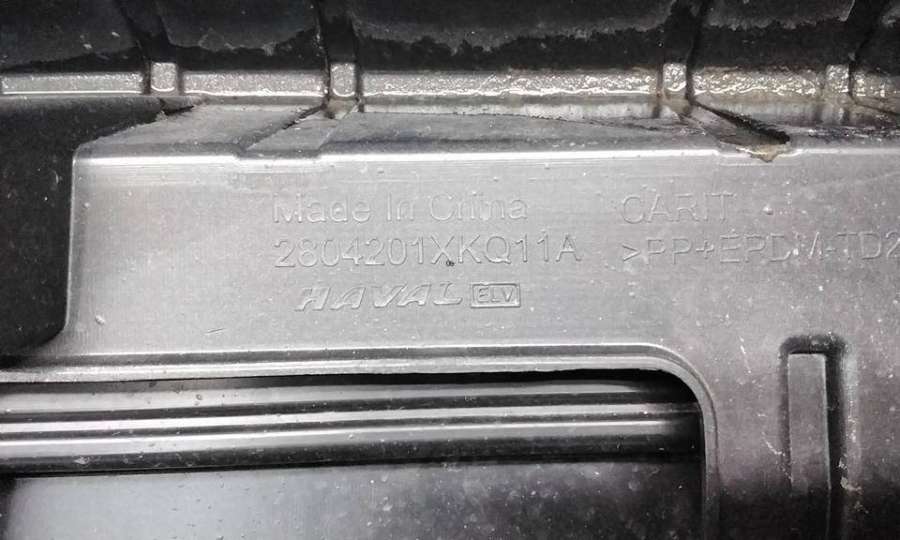 Made In China
2804201XKQ11A
HAVAL ELV
CARIT
>PP+EPDM-TD2